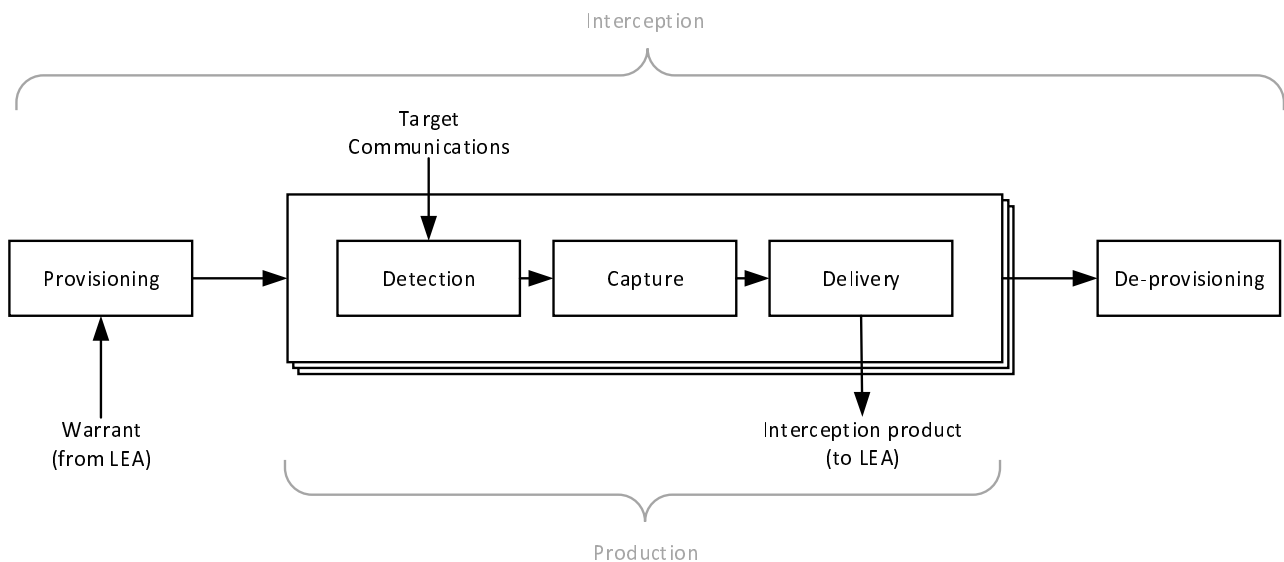 Interception
Target
Communications
Provisioning
Detection
Capture
Delivery
De-provisioning
Warrant
(from LEA)
Interception product
(to LEA)
Production